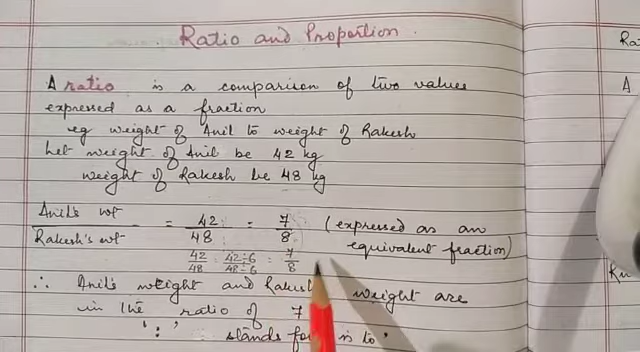 Ratio and Proportion
A ratio is a comparison of two values
expressed as a fraction
eg weight of Anil to weight of Rakesh
Let weight of Anil be 42 kg
weight of Rakesh be 48 kg
Anil's wt / Rakesh's wt = 42/48 = 7/8 (expressed as an
equivalent fraction)
42/48 = 42÷6/48÷6 = 7/8
∴ Anil's weight and weight are
in the ratio of 7
':' stands for is to
Ra
A